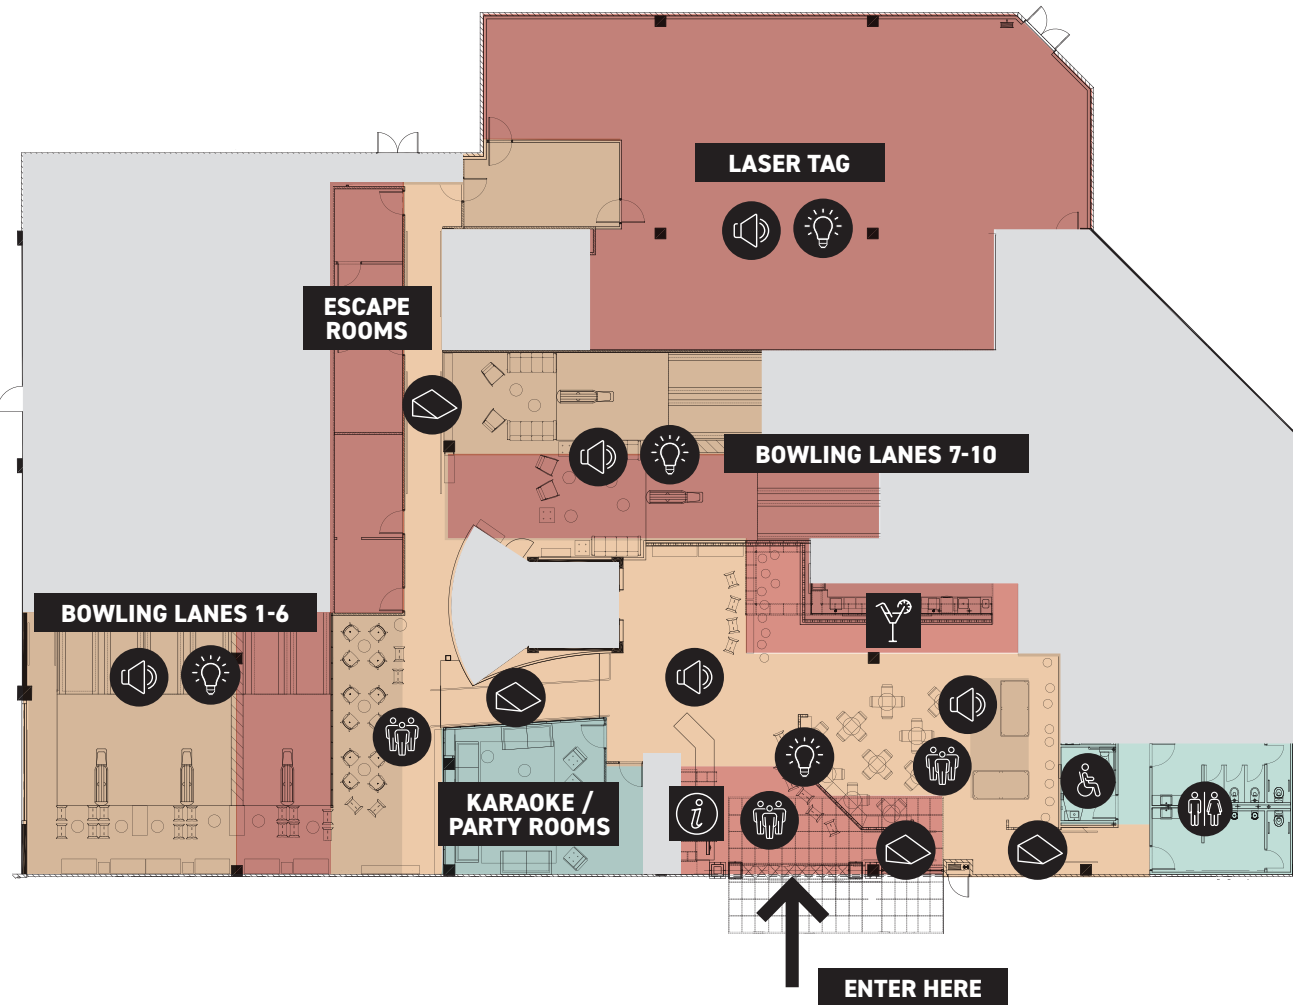 LASER TAG
ESCAPE
ROOMS
BOWLING LANES 7-10
BOWLING LANES 1-6
KARAOKE /
PARTY ROOMS
i
ENTER HERE